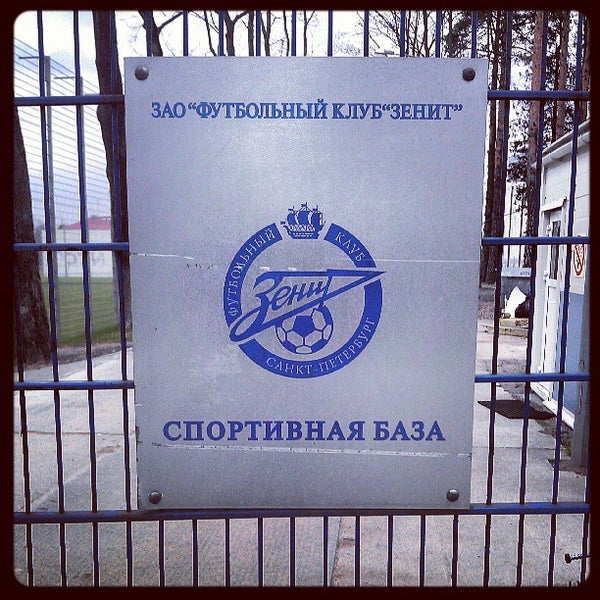 ЗАО "ФУТБОЛЬНЫЙ КЛУБ "ЗЕНИТ"
ФУТБОЛЬНЫЙ КЛУБ
Зенит
САНКТ-ПЕТЕРБУРГ
СПОРТИВНАЯ БАЗА